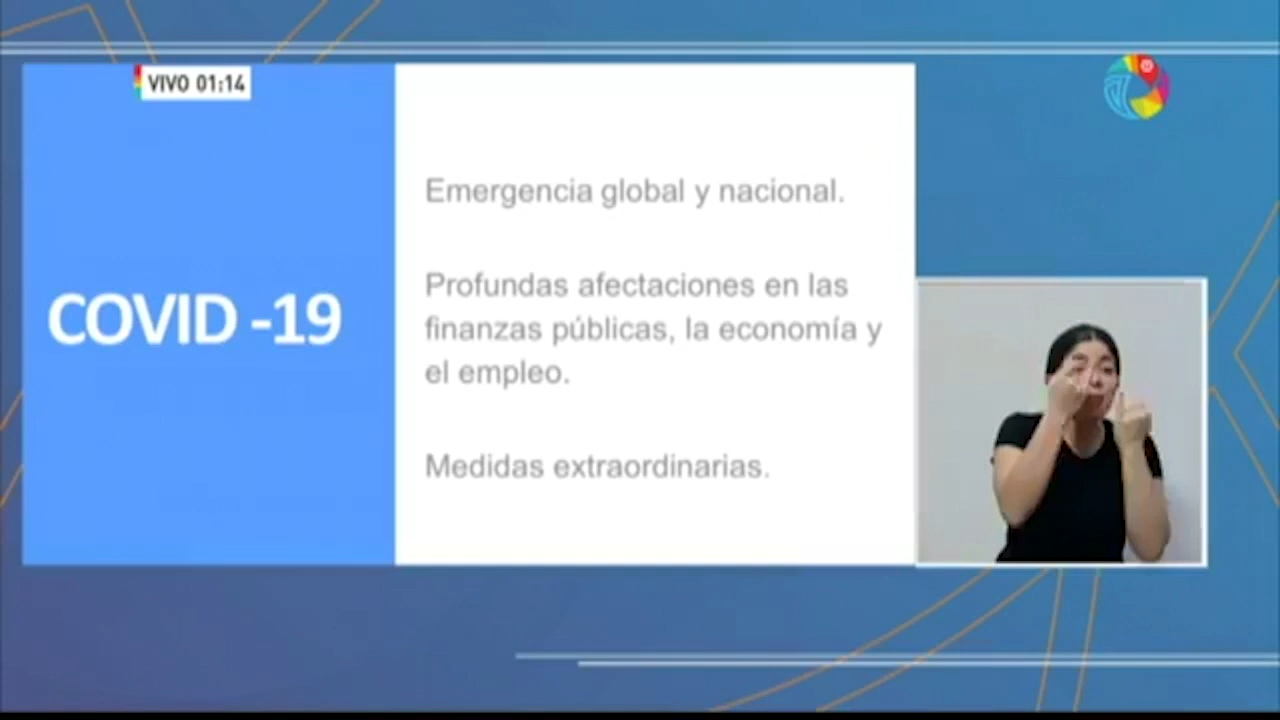 VIVO 01:14
COVID -19
Emergencia global y nacional.
Profundas afectaciones en las
finanzas públicas, la economía y
el empleo.
Medidas extraordinarias.